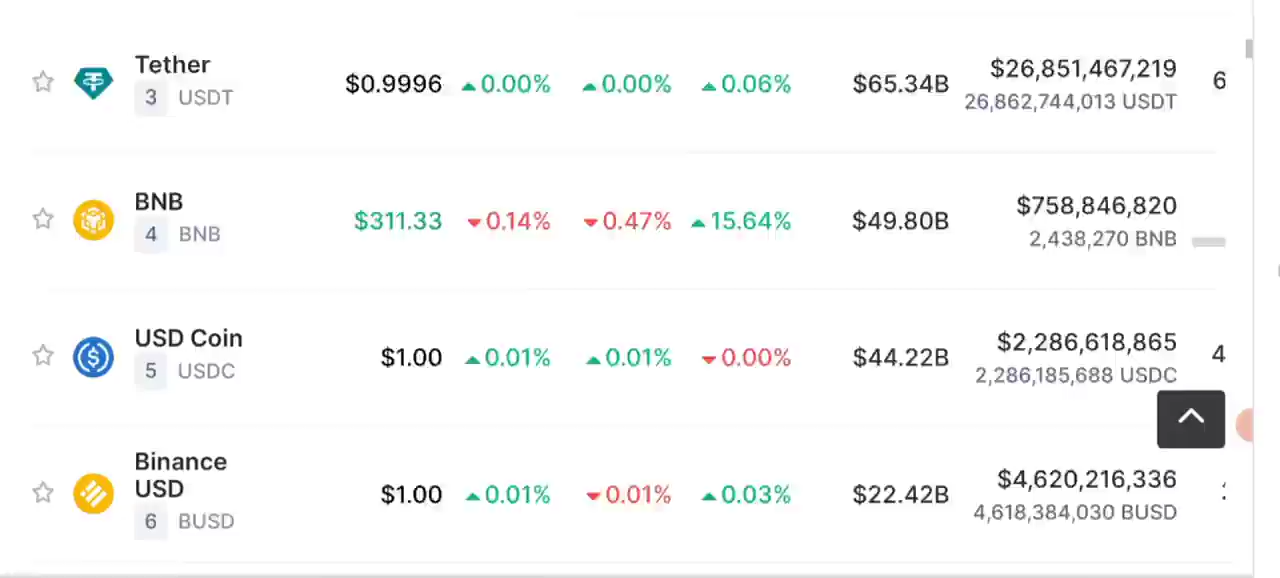 Tether
3 USDT
$0.9996 0.00% 0.00% 0.06% $65.34B $26,851,467,219 6
26,862,744,013 USDT
BNB
4 BNB
$311.33 0.14% 0.47% 15.64% $49.80B $758,846,820
2,438,270 BNB
USD Coin
5 USDC
$1.00 0.01% 0.01% 0.00% $44.22B $2,286,618,865 4
2,286,185,688 USDC
Binance
USD
6 BUSD
$1.00 0.01% 0.01% 0.03% $22.42B $4,620,216,336
4,618,384,030 BUSD